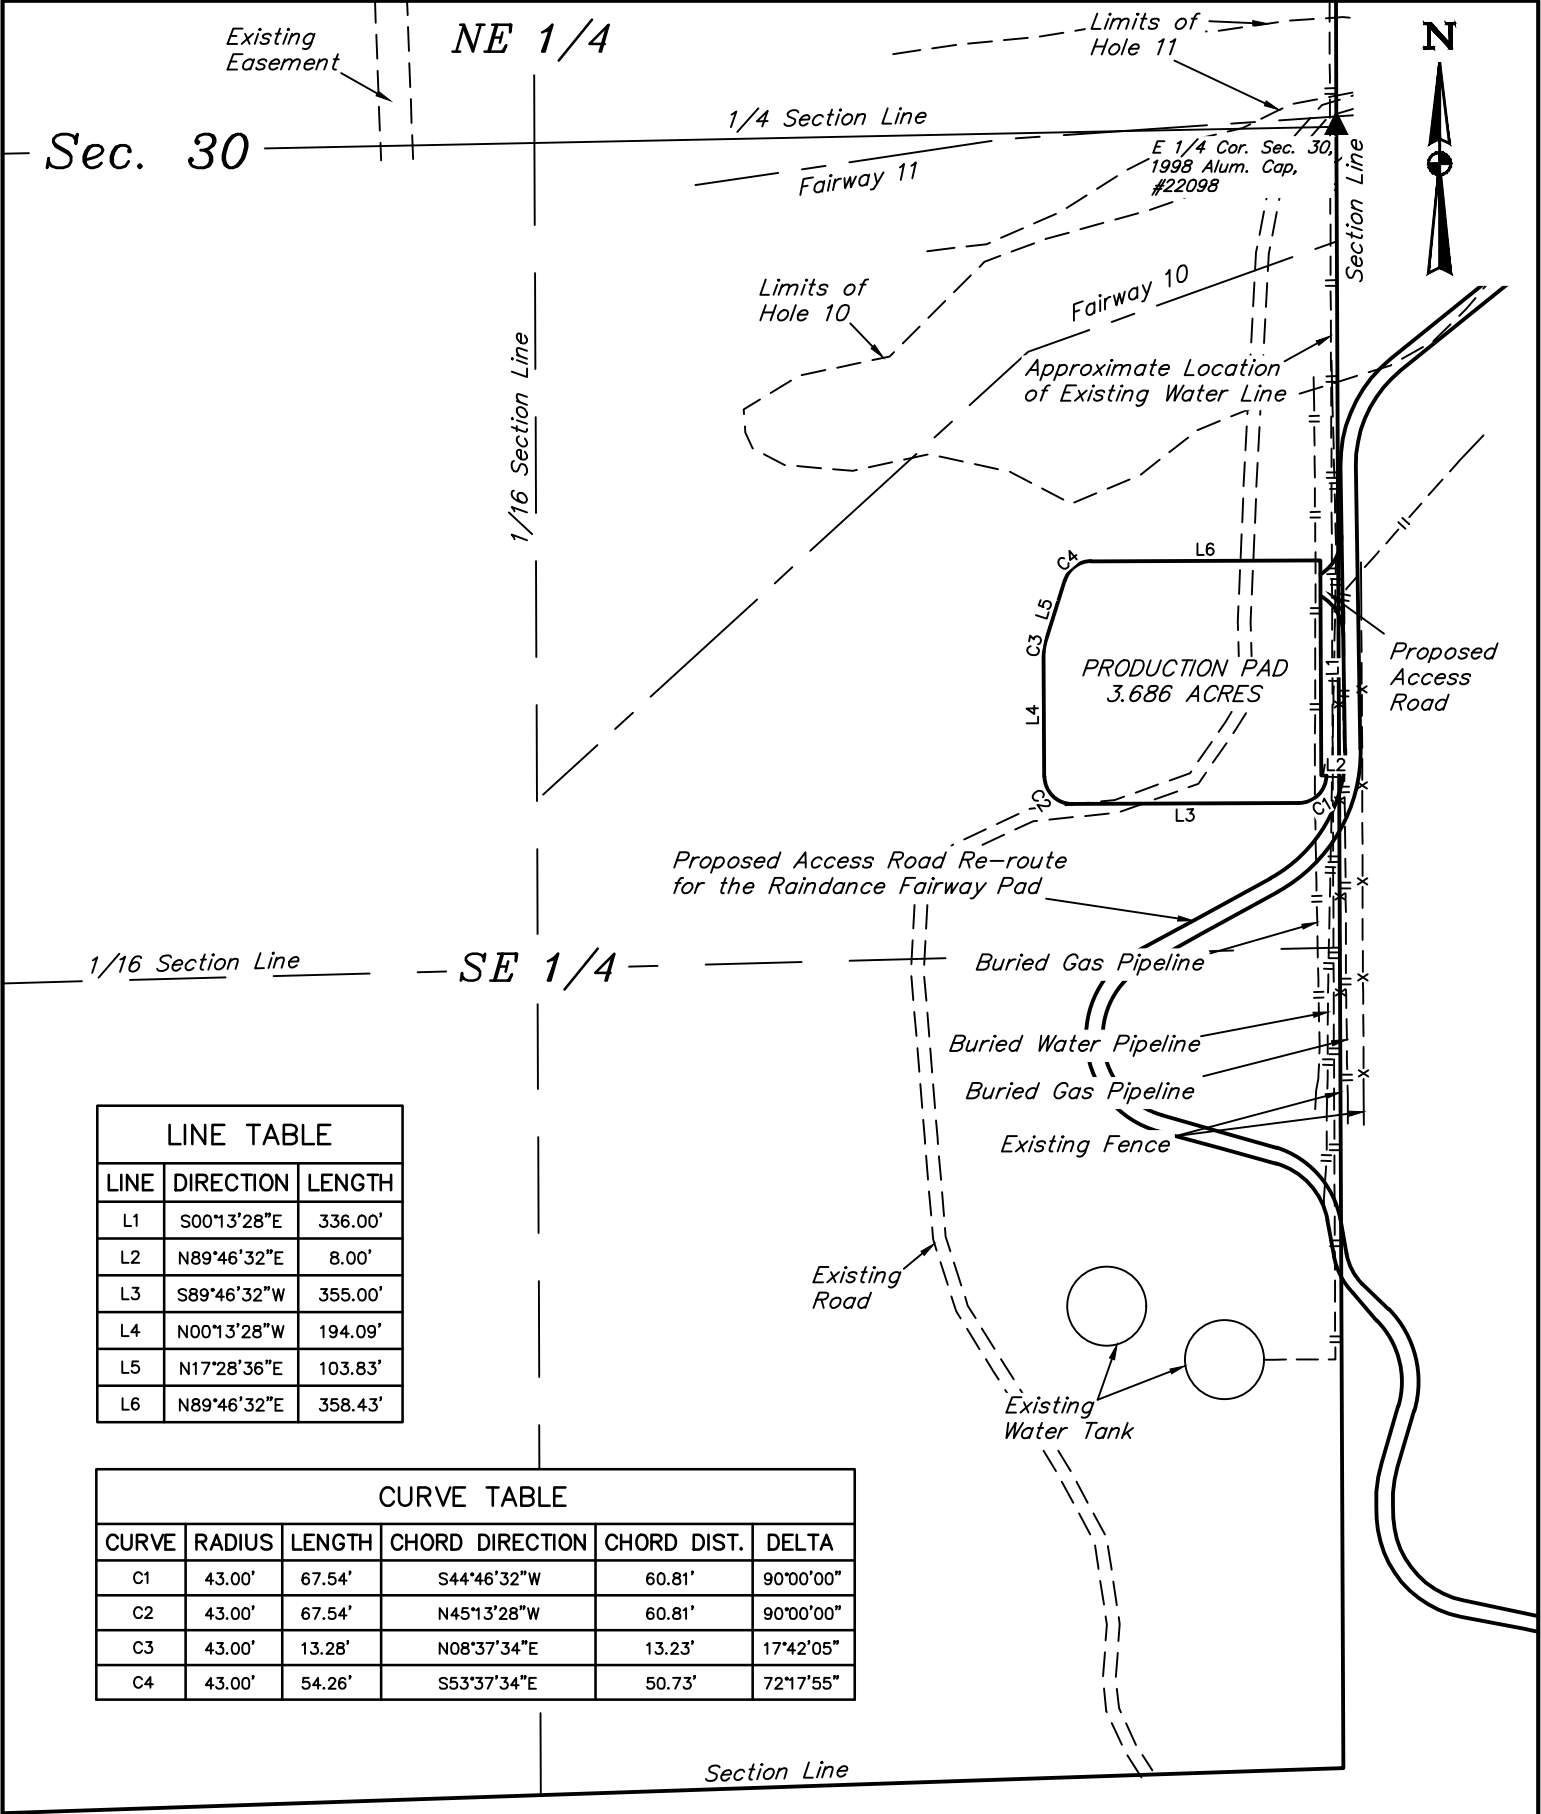 Existing
Easement
NE 1/4
Limits of
Hole 11
N
Sec. 30
1/4 Section Line
E 1/4 Cor. Sec. 30,
1998 Alum. Cap,
#22098
Section Line
Fairway 11
Limits of
Hole 10
Fairway 10
1/16 Section Line
Approximate Location
of Existing Water Line
C4
L6
L5
C3
PRODUCTION PAD
3.686 ACRES
L1
Proposed
Access
Road
L4
L2
C2
L3
C1
Proposed Access Road Re-route
for the Raindance Fairway Pad
1/16 Section Line
SE 1/4
Buried Gas Pipeline
Buried Water Pipeline
Buried Gas Pipeline
Existing Fence
LINE TABLE
LINE DIRECTION LENGTH
L1 S00°13'28"E 336.00'
L2 N89°46'32"E 8.00'
L3 S89°46'32"W 355.00'
L4 N00°13'28"W 194.09'
L5 N17°28'36"E 103.83'
L6 N89°46'32"E 358.43'
Existing
Road
Existing
Water Tank
CURVE TABLE
CURVE RADIUS LENGTH CHORD DIRECTION CHORD DIST. DELTA
C1 43.00' 67.54' S44°46'32"W 60.81' 90°00'00"
C2 43.00' 67.54' N45°13'28"W 60.81' 90°00'00"
C3 43.00' 13.28' N08°37'34"E 13.23' 17°42'05"
C4 43.00' 54.26' S53°37'34"E 50.73' 72°17'55"
Section Line